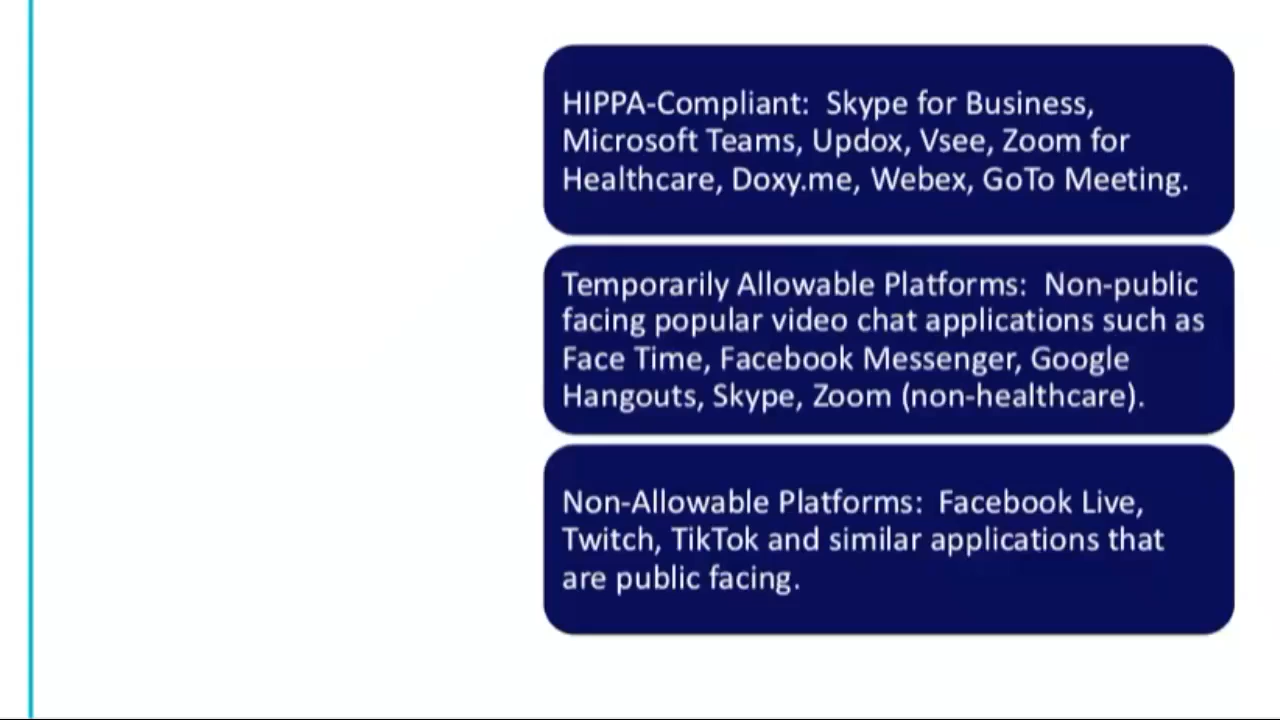 HIPPA-Compliant:  Skype for Business,
Microsoft Teams, Updox, Vsee, Zoom for
Healthcare, Doxy.me, Webex, GoTo Meeting.
Temporarily Allowable Platforms:  Non-public
facing popular video chat applications such as
Face Time, Facebook Messenger, Google
Hangouts, Skype, Zoom (non-healthcare).
Non-Allowable Platforms:  Facebook Live,
Twitch, TikTok and similar applications that
are public facing.